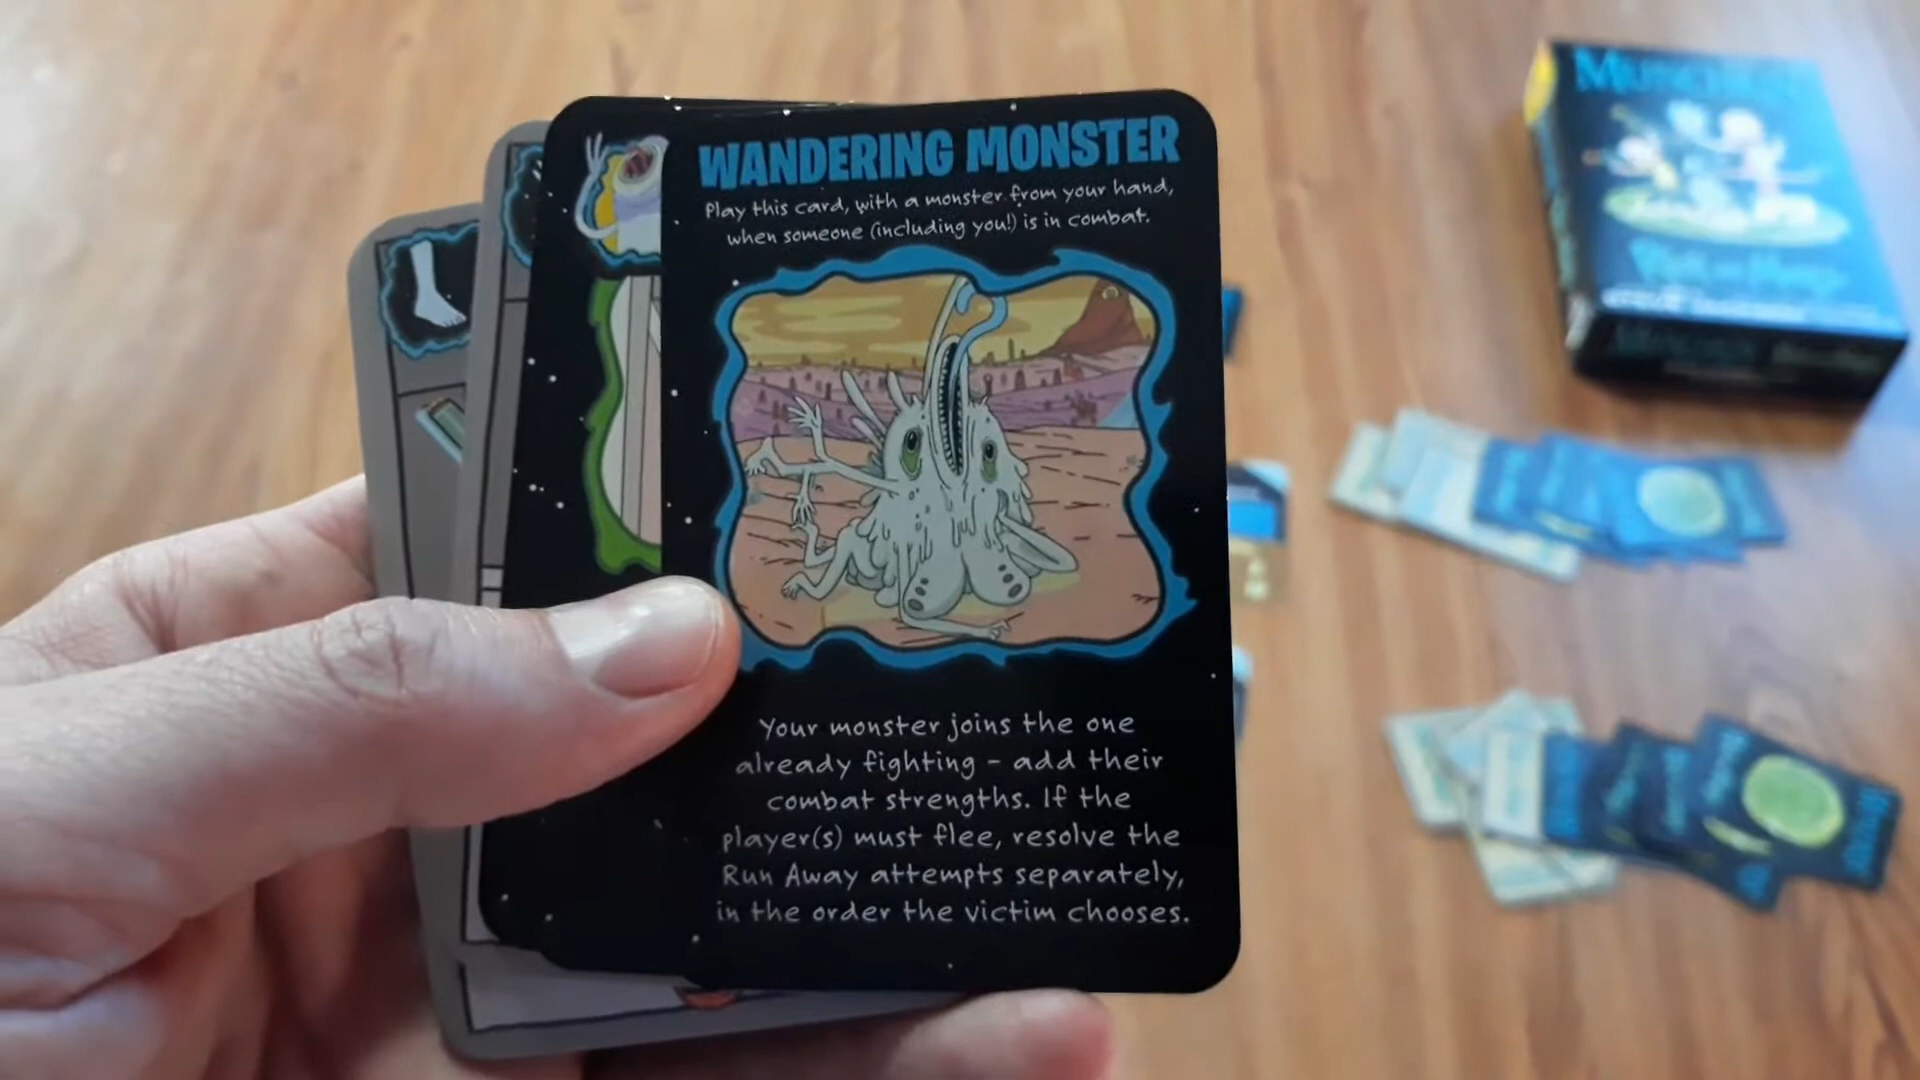 WANDERING MONSTER
Play this card, with a monster from your hand,
when someone (including you!) is in combat.
Your monster joins the one
already fighting - add their
combat strengths. If the
player(s) must flee, resolve the
Run Away attempts separately,
in the order the victim chooses.
MUNCHKIN